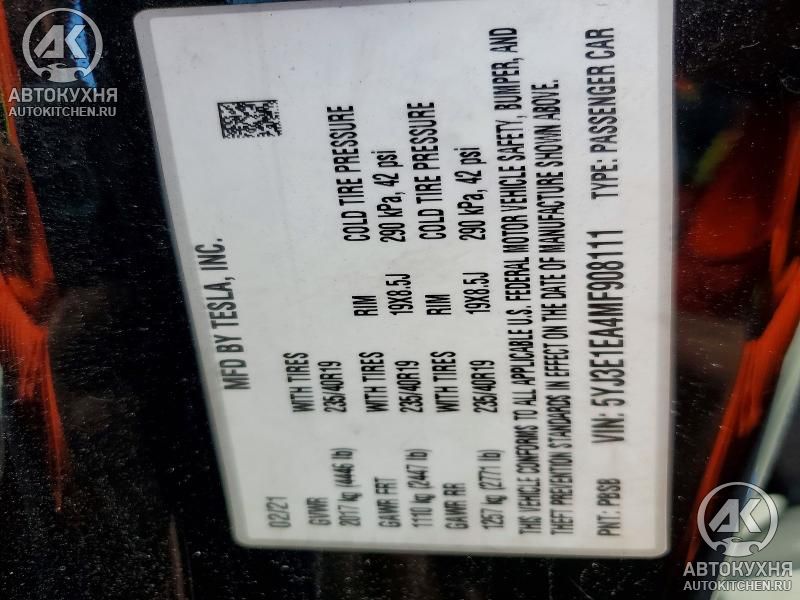 AK
АВТОКУХНЯ
AUTOKITCHEN.RU
MFD BY TESLA, INC.
02/21
GVWR WITH TIRES RIM COLD TIRE PRESSURE
2017 kg (4446 lb) 235/40R19 19X8.5J 290 kPa, 42 psi
GAWR FRT WITH TIRES RIM COLD TIRE PRESSURE
1110 kg (2447 lb) 235/40R19 19X8.5J 290 kPa, 42 psi
GAWR RR WITH TIRES
1257 kg (2771 lb) 235/40R19
THIS VEHICLE CONFORMS TO ALL APPLICABLE U.S. FEDERAL MOTOR VEHICLE SAFETY, BUMPER, AND
THEFT PREVENTION STANDARDS IN EFFECT ON THE DATE OF MANUFACTURE SHOWN ABOVE.
PNT: PBSB VIN: 5YJ3E1EA4MF908111 TYPE: PASSENGER CAR
AK
АВТОКУХНЯ
AUTOKITCHEN.RU